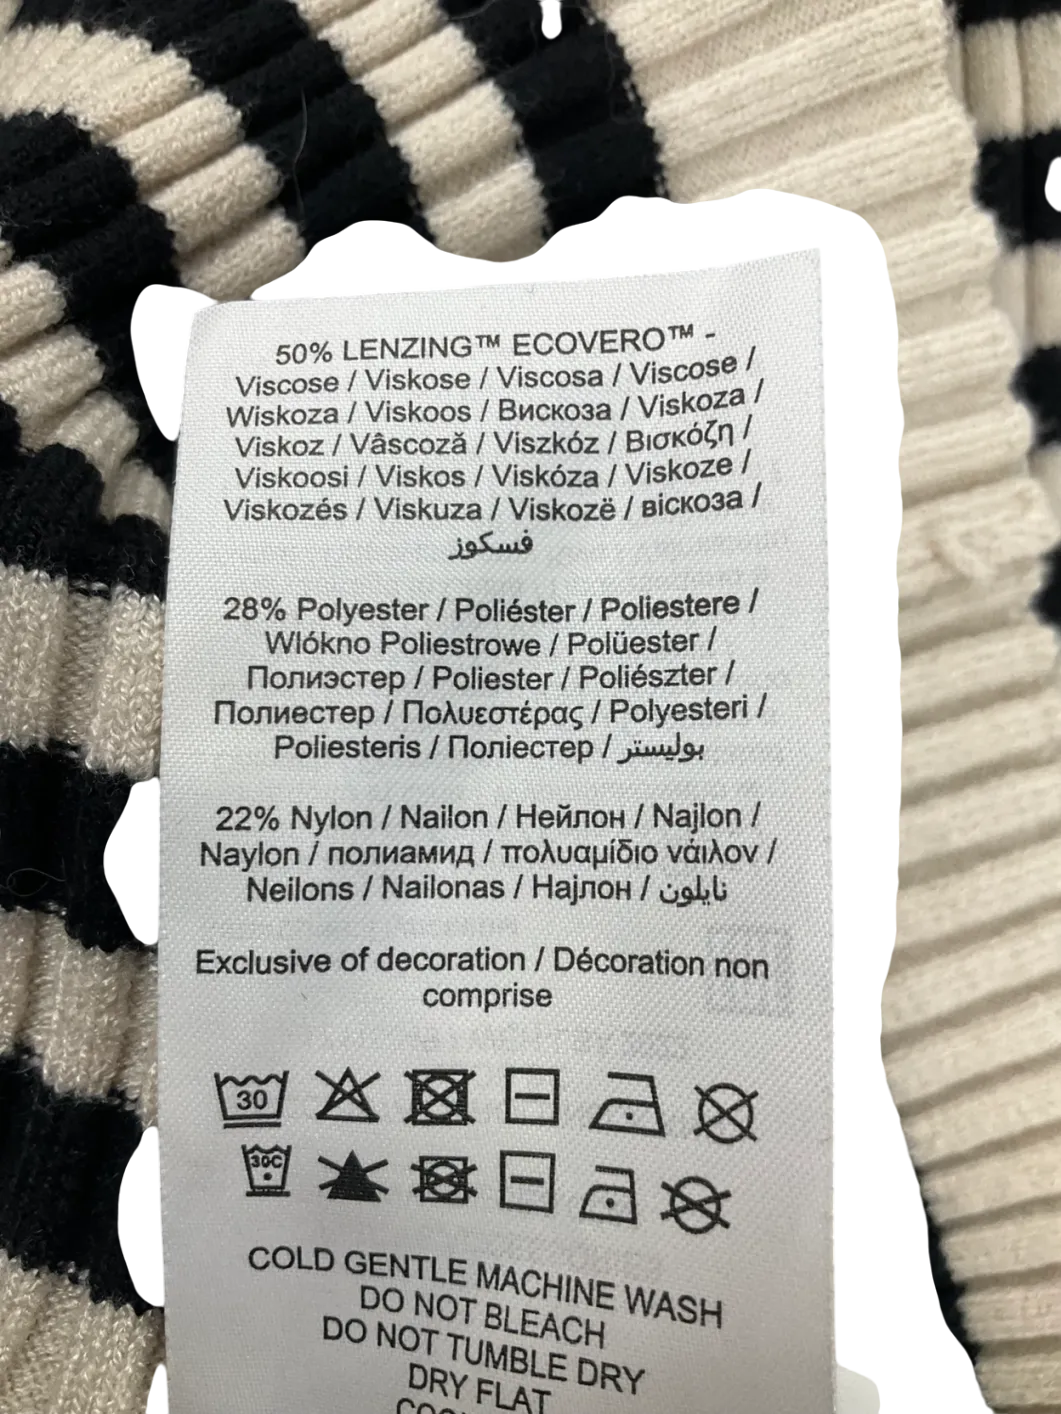 50% LENZING™ ECOVERO™ -
Viscose / Viskose / Viscosa / Viscose /
Wiskoza / Viskoos / Вискоза / Viskoza /
Viskoz / Vâscoză / Viszkóz / Βισκόζη /
Viskoosi / Viskos / Viskóza / Viskoze /
Viskozés / Viskuza / Viskozë / віскоза /
فسكوز
28% Polyester / Poliéster / Poliestere /
Wlókno Poliestrowe / Polüester /
Полиэстер / Poliester / Poliészter /
Полиестер / Πολυεστέρας / Polyesteri /
Poliesteris / Поліестер / بوليستر
22% Nylon / Nailon / Нейлон / Najlon /
Naylon / полиамид / πολυαμίδιο νάιλον /
Neilons / Nailonas / Најлон / نايلون
Exclusive of decoration / Décoration non
comprise
30
30C
COLD GENTLE MACHINE WASH
DO NOT BLEACH
DO NOT TUMBLE DRY
DRY FLAT